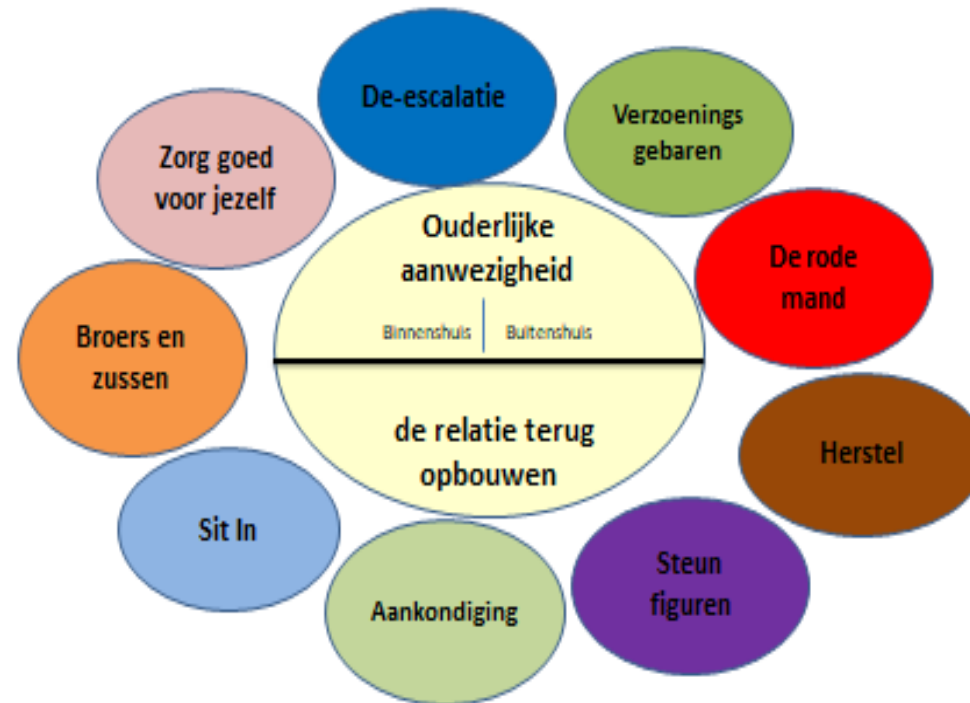 De-escalatie
Verzoenings
gebaren
Zorg goed
voor jezelf
Ouderlijke
aanwezigheid
Binnenshuis
Buitenshuis
De rode
mand
Broers en
zussen
de relatie terug
opbouwen
Herstel
Sit In
Aankondiging
Steun
figuren